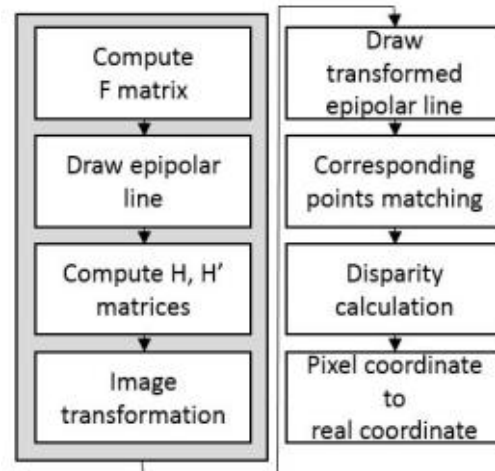 Compute
F matrix
Draw epipolar
line
Compute H, H’
matrices
Image
transformation
Draw
transformed
epipolar line
Corresponding
points matching
Disparity
calculation
Pixel coordinate
to
real coordinate